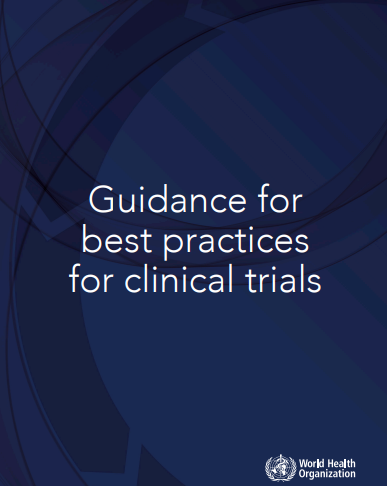 Guidance for
best practices
for clinical trials
World Health
Organization